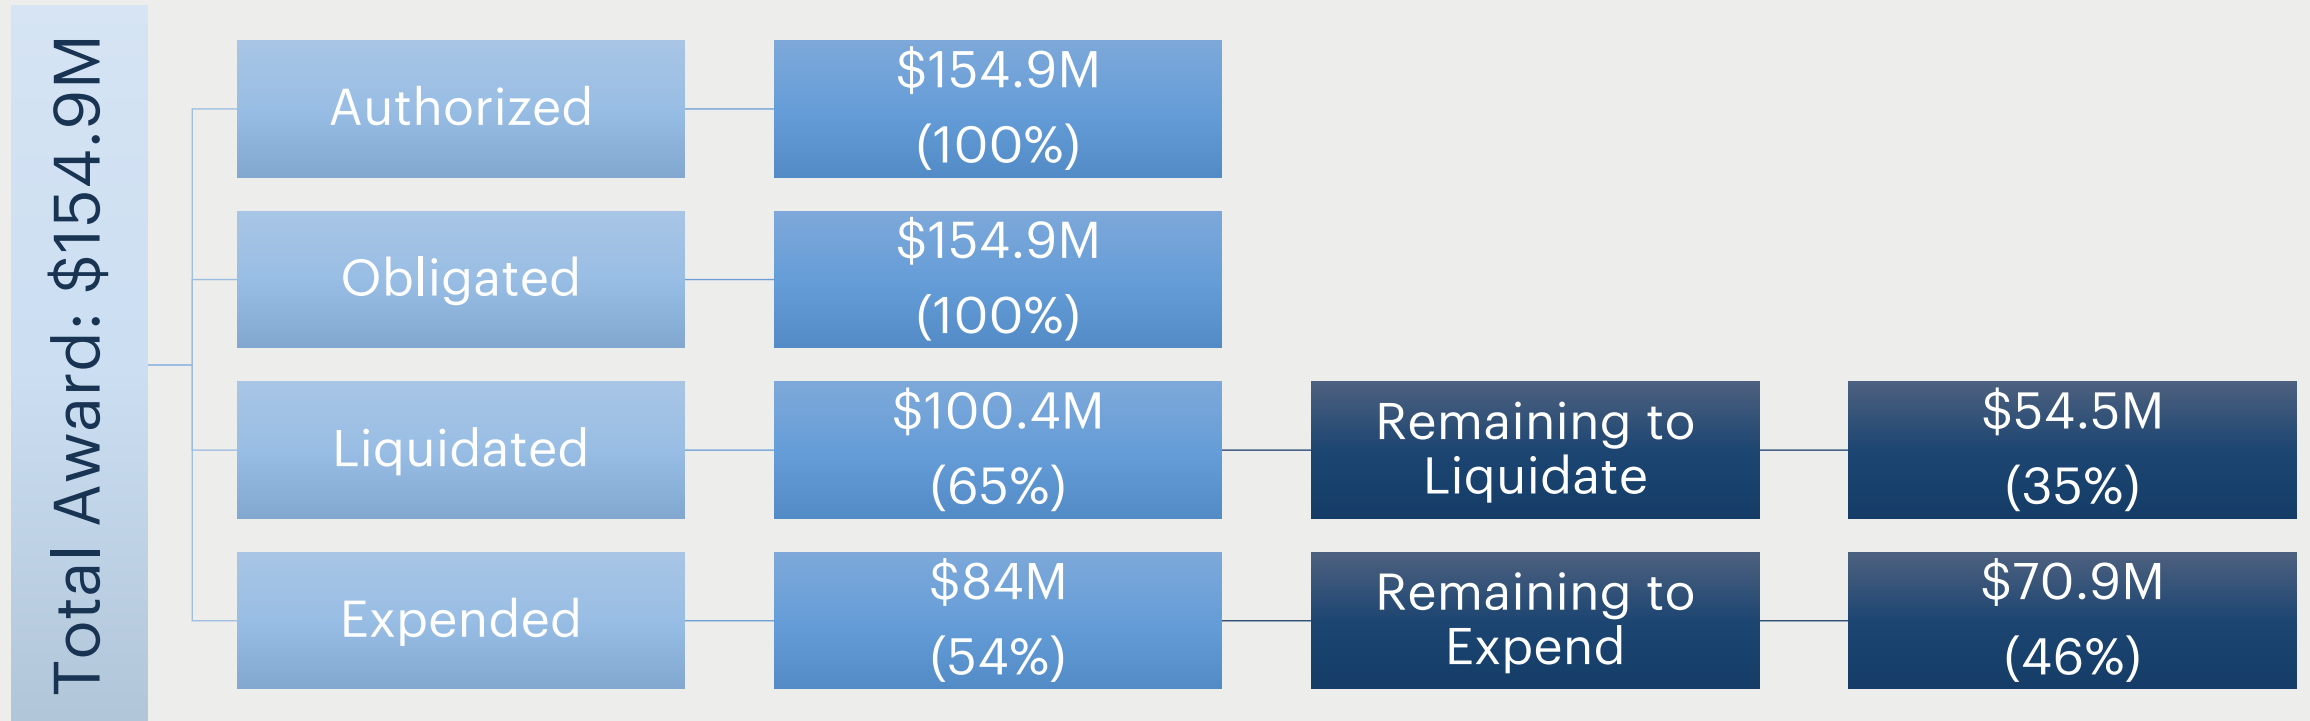 Total Award: $154.9M
Authorized
$154.9M
(100%)
Obligated
$154.9M
(100%)
Liquidated
$100.4M
(65%)
Remaining to
Liquidate
$54.5M
(35%)
Expended
$84M
(54%)
Remaining to
Expend
$70.9M
(46%)